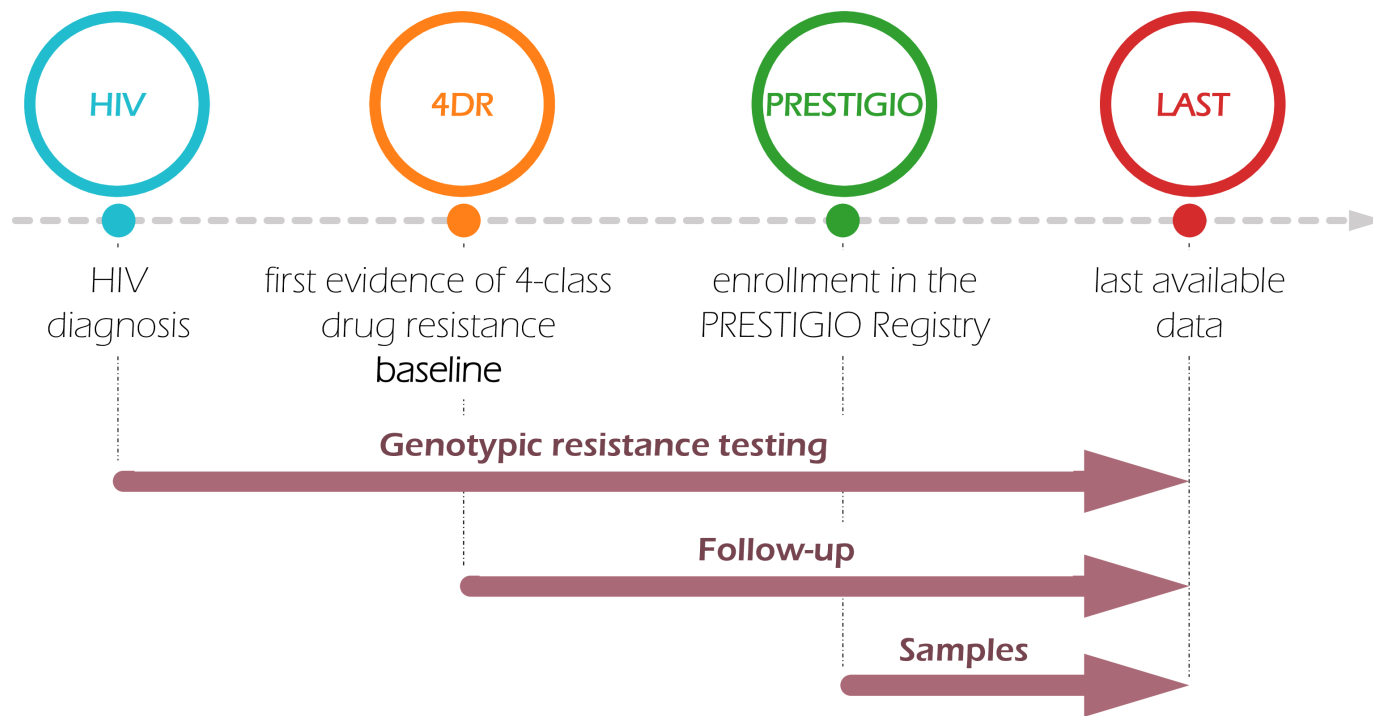 HIV
4DR
PRESTIGIO
LAST
HIV
diagnosis
first evidence of 4-class
drug resistance
baseline
enrollment in the
PRESTIGIO Registry
last available
data
Genotypic resistance testing
Follow-up
Samples